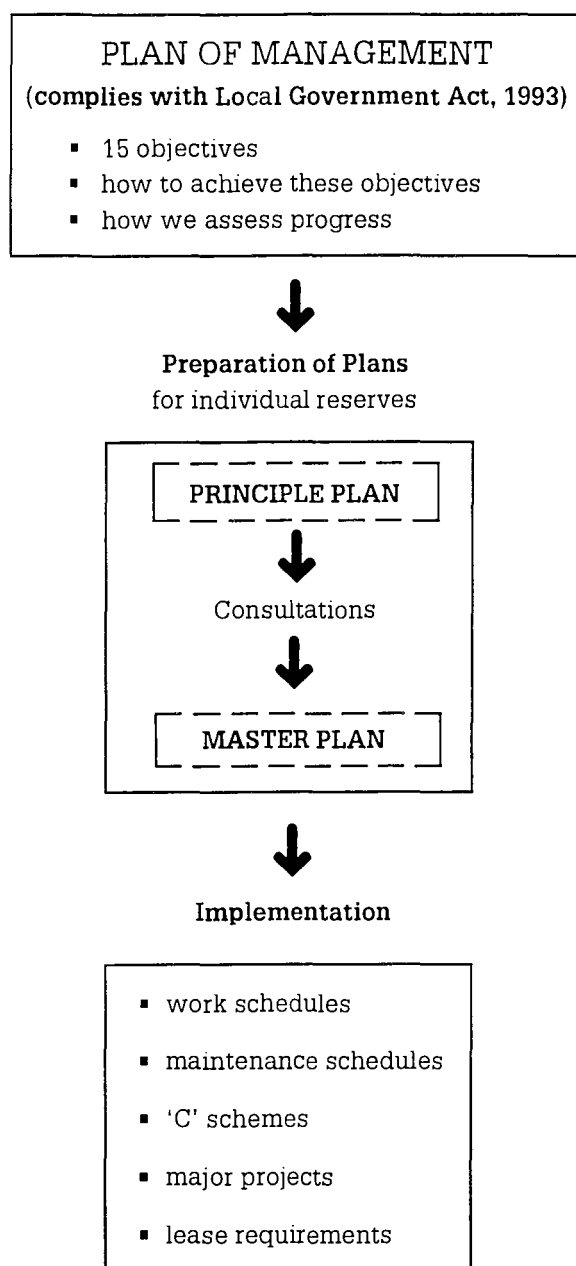 PLAN OF MANAGEMENT
(complies with Local Government Act, 1993)
▪ 15 objectives
▪ how to achieve these objectives
▪ how we assess progress
Preparation of Plans
for individual reserves
PRINCIPLE PLAN
Consultations
MASTER PLAN
Implementation
▪ work schedules
▪ maintenance schedules
▪ 'C' schemes
▪ major projects
▪ lease requirements